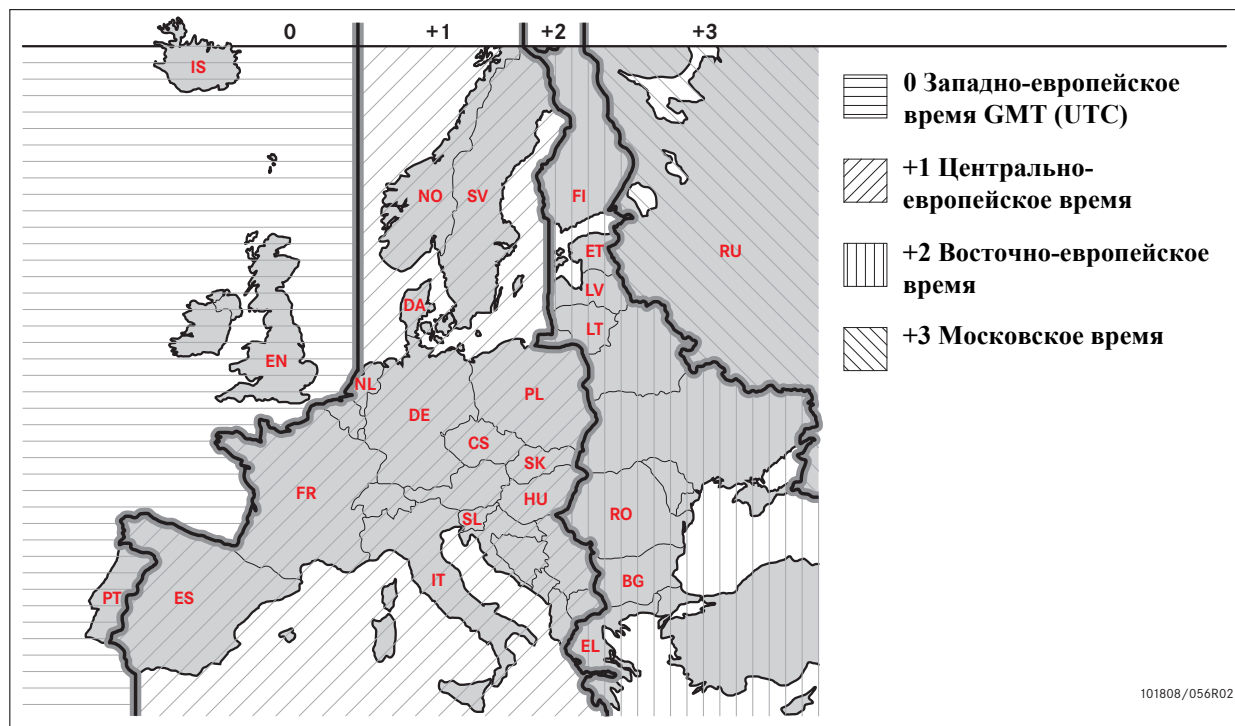 0
+1
+2
+3
IS
NO
SV
FI
ET
RU
LV
DA
LT
EN
NL
DE
PL
CS
SK
FR
HU
SL
RO
IT
BG
PT
ES
EL
0 Западно-европейское
время GMT (UTC)
+1 Центрально-
европейское время
+2 Восточно-европейское
время
+3 Московское время
101808/056R02